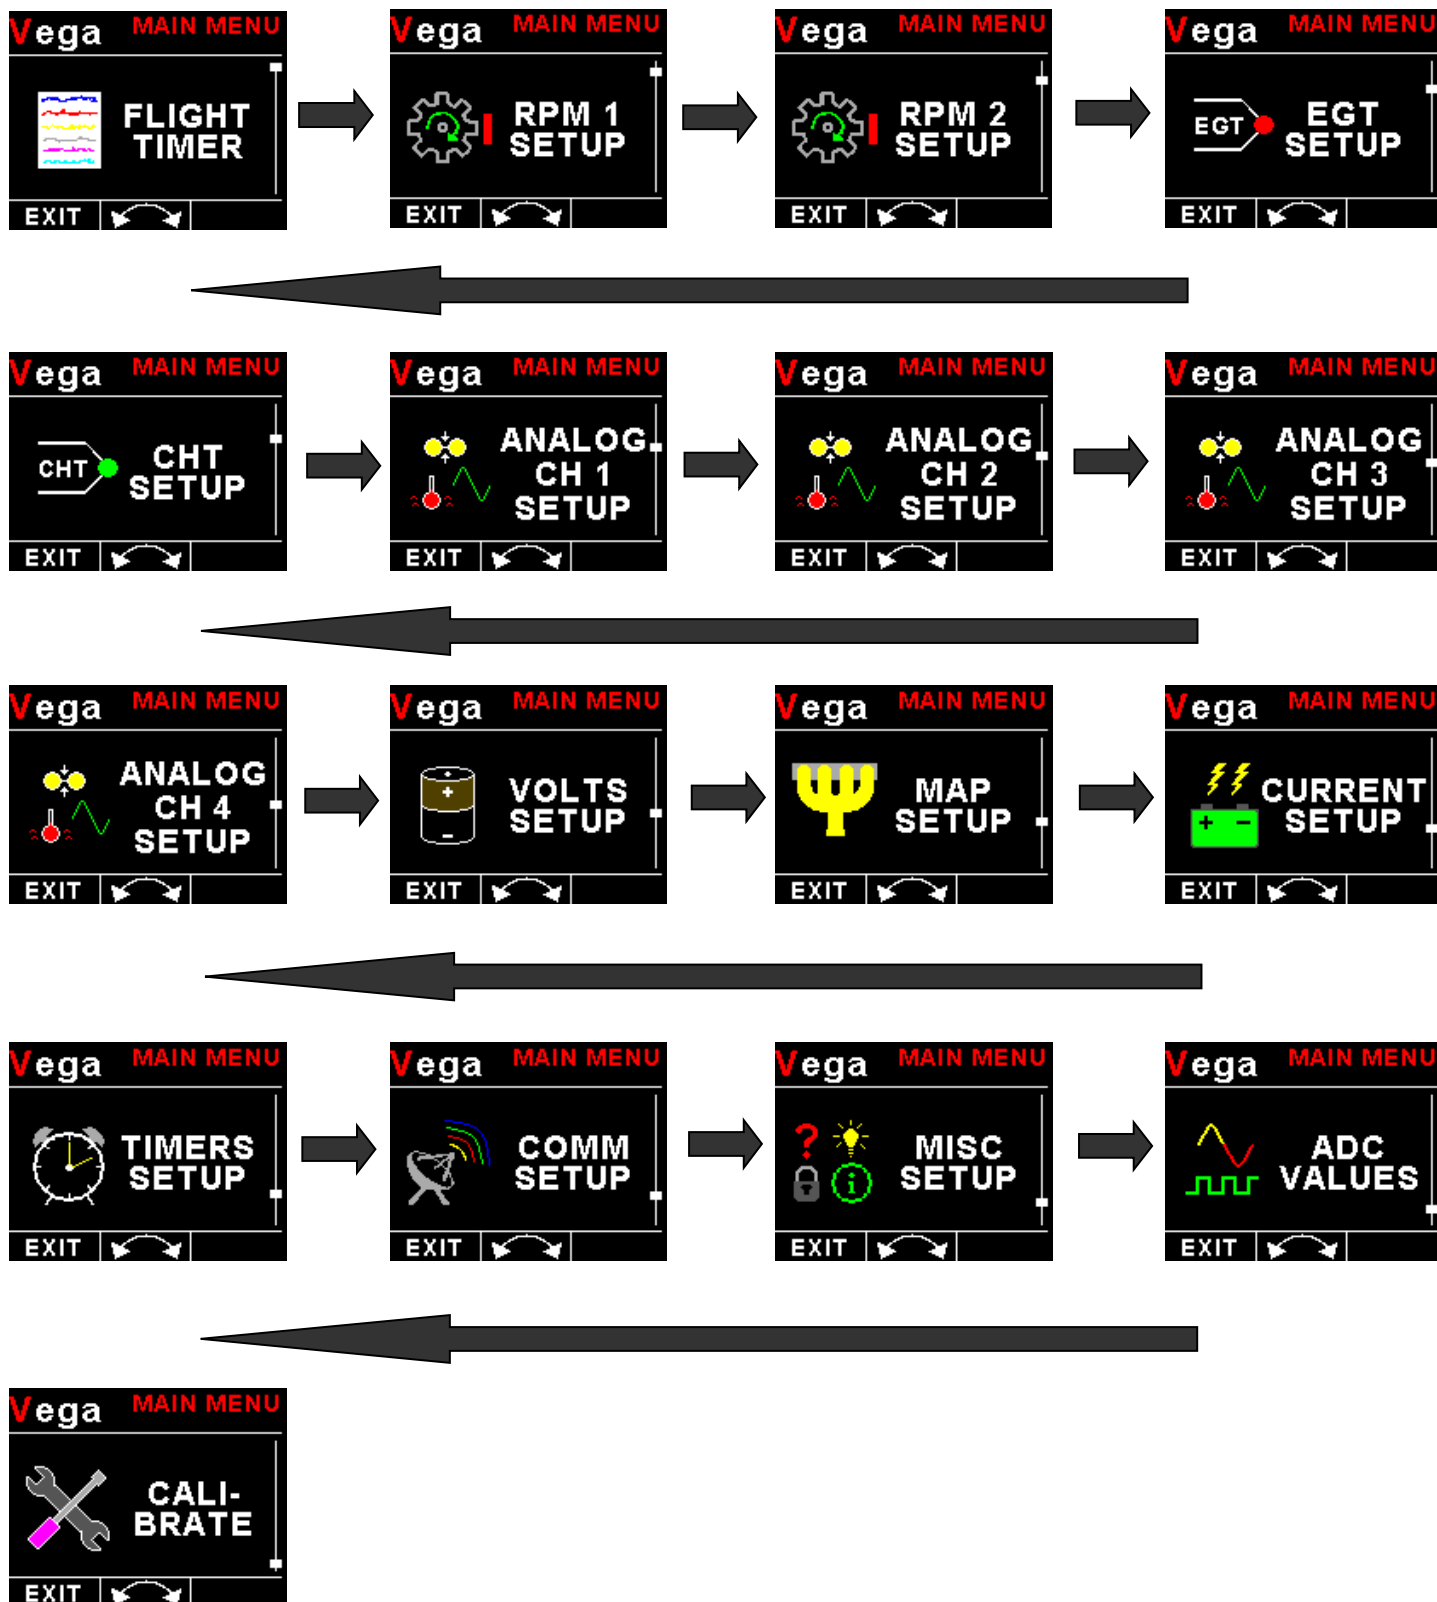 Vega MAIN MENU
FLIGHT
TIMER
EXIT
Vega MAIN MENU
RPM 1
SETUP
EXIT
Vega MAIN MENU
RPM 2
SETUP
EXIT
Vega MAIN MENU
EGT
EGT
SETUP
EXIT
Vega MAIN MENU
CHT
CHT
SETUP
EXIT
Vega MAIN MENU
ANALOG
CH 1
SETUP
EXIT
Vega MAIN MENU
ANALOG
CH 2
SETUP
EXIT
Vega MAIN MENU
ANALOG
CH 3
SETUP
EXIT
Vega MAIN MENU
ANALOG
CH 4
SETUP
EXIT
Vega MAIN MENU
VOLTS
SETUP
EXIT
Vega MAIN MENU
MAP
SETUP
EXIT
Vega MAIN MENU
CURRENT
SETUP
EXIT
Vega MAIN MENU
TIMERS
SETUP
EXIT
Vega MAIN MENU
COMM
SETUP
EXIT
Vega MAIN MENU
? i
MISC
SETUP
EXIT
Vega MAIN MENU
ADC
VALUES
EXIT
Vega MAIN MENU
CALI-
BRATE
EXIT